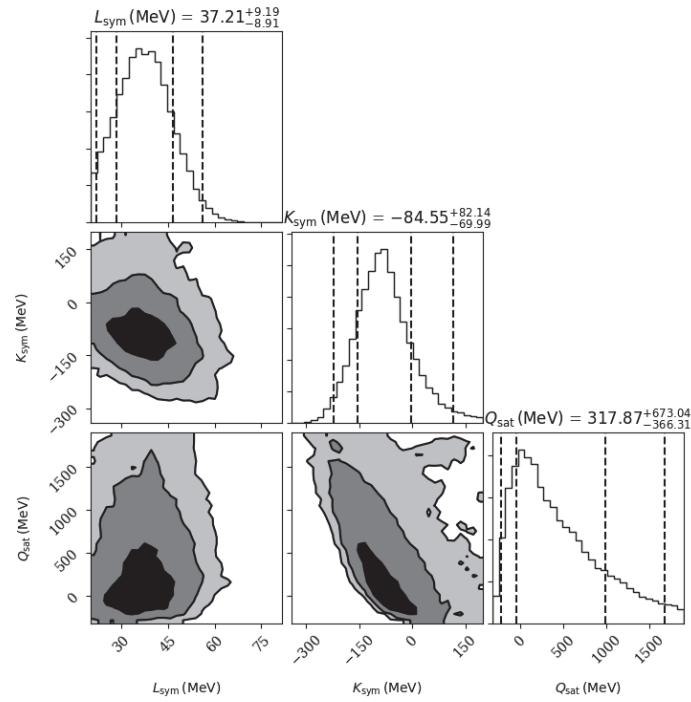 L_sym (MeV) = 37.21 +9.19 −8.91
K_sym (MeV) = −84.55 +82.14 −69.99
150
0
−150
−300
K_sym (MeV)
Q_sat (MeV) = 317.87 +673.04 −366.31
1500
1000
500
0
Q_sat (MeV)
30 45 60 75 −300 −150 0 150 0 500 1000 1500
L_sym (MeV) K_sym (MeV) Q_sat (MeV)